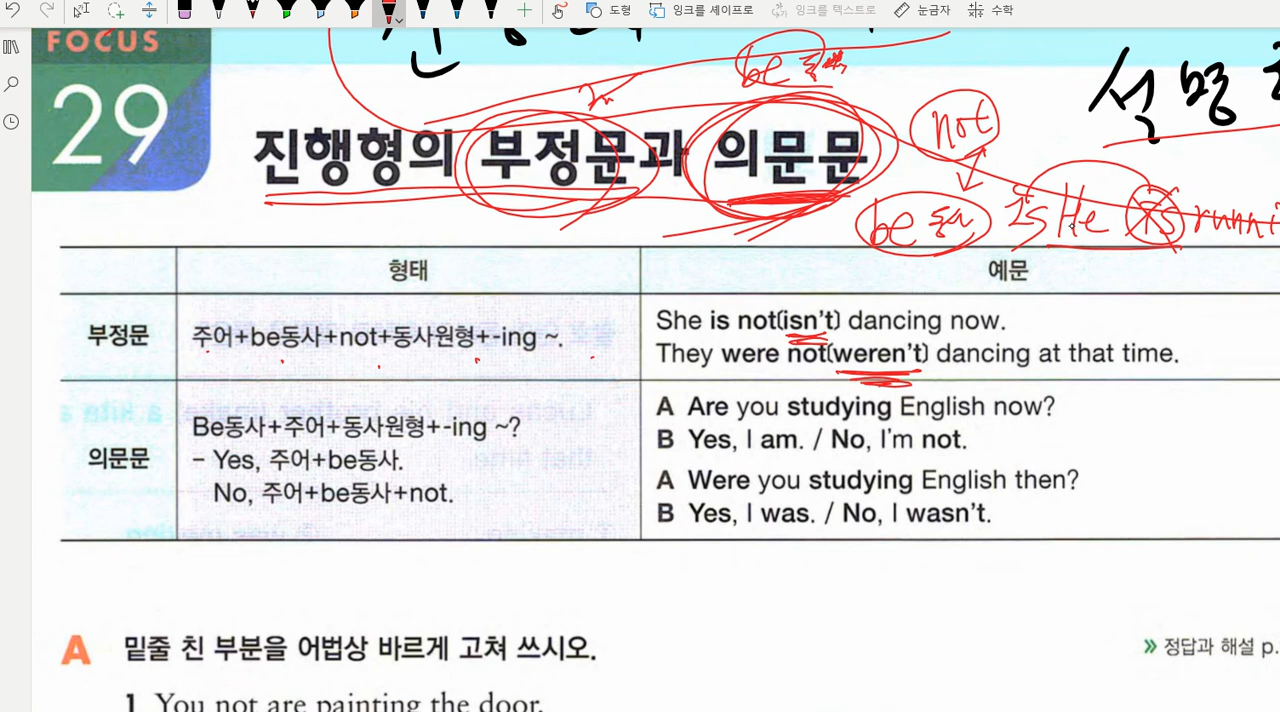 도형 잉크를 셰이프로 잉크를 텍스트로 눈금자 수학
FOCUS
29
be 동사
석명
not
진행형의 부정문과 의문문
be 동사 is He is runni
형태 예문
부정문 주어+be동사+not+동사원형+-ing ~.
She is not(isn't) dancing now.
They were not(weren't) dancing at that time.
의문문
Be동사+주어+동사원형+-ing ~?
- Yes, 주어+be동사.
No, 주어+be동사+not.
A Are you studying English now?
B Yes, I am. / No, I'm not.
A Were you studying English then?
B Yes, I was. / No, I wasn't.
A 밑줄 친 부분을 어법상 바르게 고쳐 쓰시오.
» 정답과 해설 p.
1 You not are painting the door.